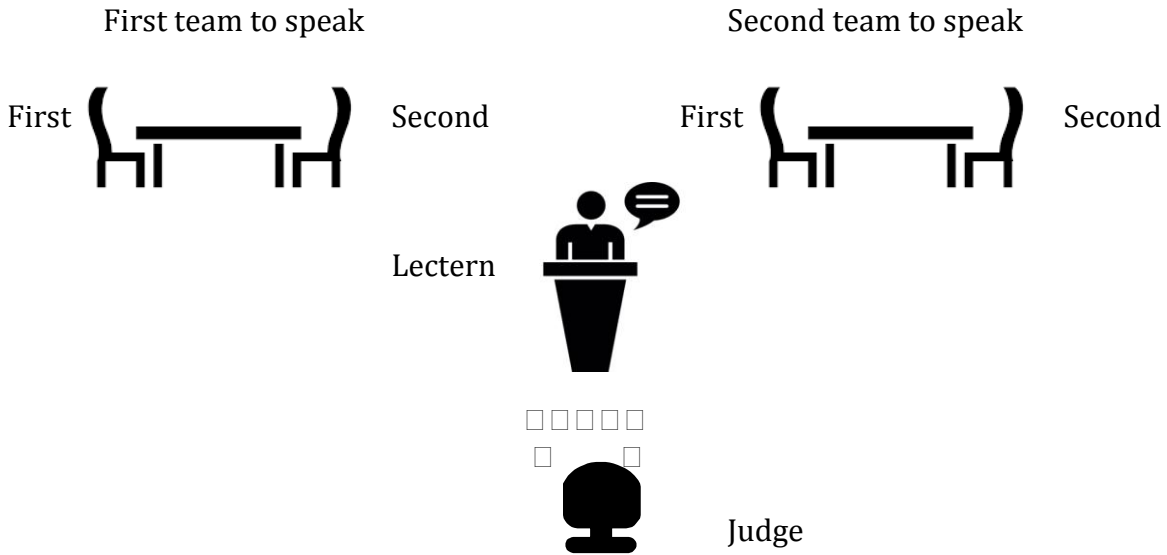 First team to speak Second team to speak
First Second First Second
Lectern
Judge